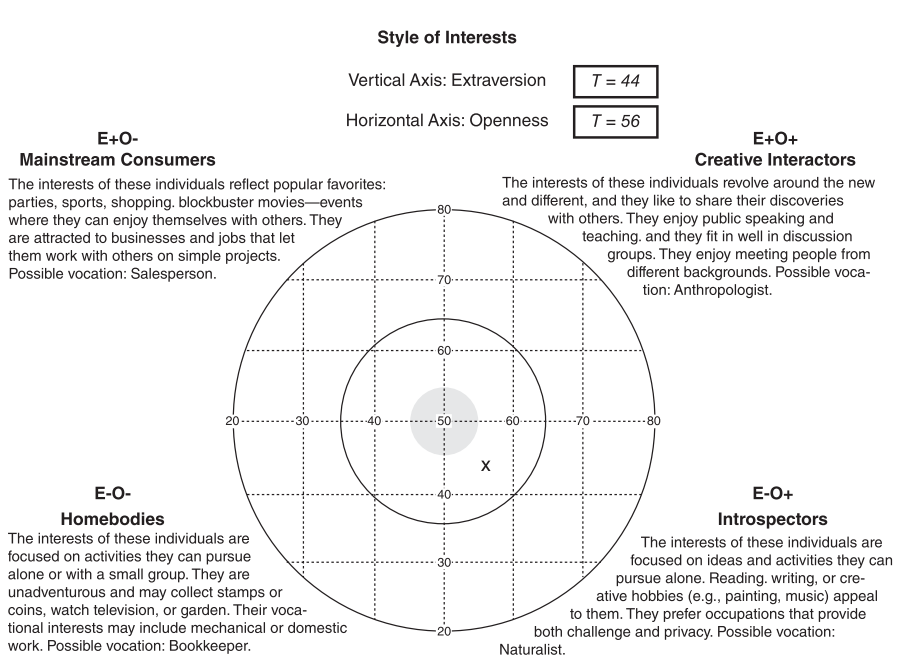 Style of Interests
Vertical Axis: Extraversion
T = 44
Horizontal Axis: Openness
T = 56
E+O-
Mainstream Consumers
The interests of these individuals reflect popular favorites:
parties, sports, shopping. blockbuster movies—events
where they can enjoy themselves with others. They
are attracted to businesses and jobs that let
them work with others on simple projects.
Possible vocation: Salesperson.
E+O+
Creative Interactors
The interests of these individuals revolve around the new
and different, and they like to share their discoveries
with others. They enjoy public speaking and
teaching. and they fit in well in discussion
groups. They enjoy meeting people from
different backgrounds. Possible voca-
tion: Anthropologist.
80
70
60
20 30 40 50 60 70 80
X
40
30
20
E-O-
Homebodies
The interests of these individuals are
focused on activities they can pursue
alone or with a small group. They are
unadventurous and may collect stamps or
coins, watch television, or garden. Their voca-
tional interests may include mechanical or domestic
work. Possible vocation: Bookkeeper.
E-O+
Introspectors
The interests of these individuals are
focused on ideas and activities they can
pursue alone. Reading. writing, or cre-
ative hobbies (e.g., painting, music) appeal
to them. They prefer occupations that provide
both challenge and privacy. Possible vocation:
Naturalist.